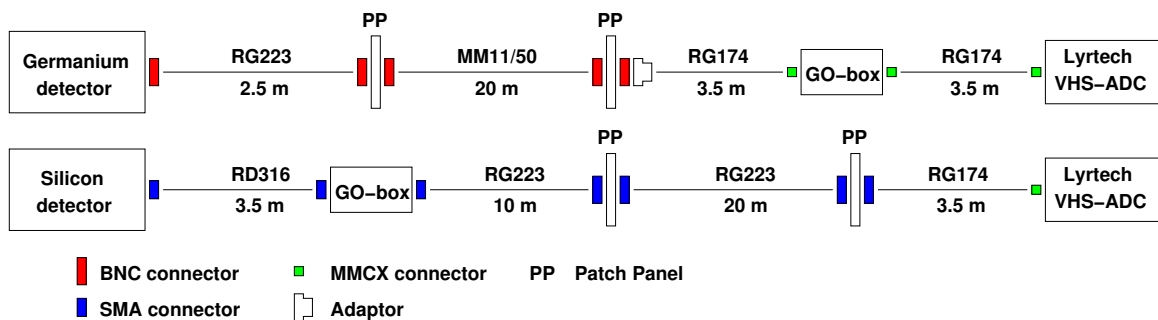 PP PP
Germanium detector RG223 2.5 m MM11/50 20 m RG174 3.5 m GO-box RG174 3.5 m Lyrtech VHS-ADC
PP PP
Silicon detector RD316 3.5 m GO-box RG223 10 m RG223 20 m RG174 3.5 m Lyrtech VHS-ADC
BNC connector MMCX connector PP Patch Panel
SMA connector Adaptor